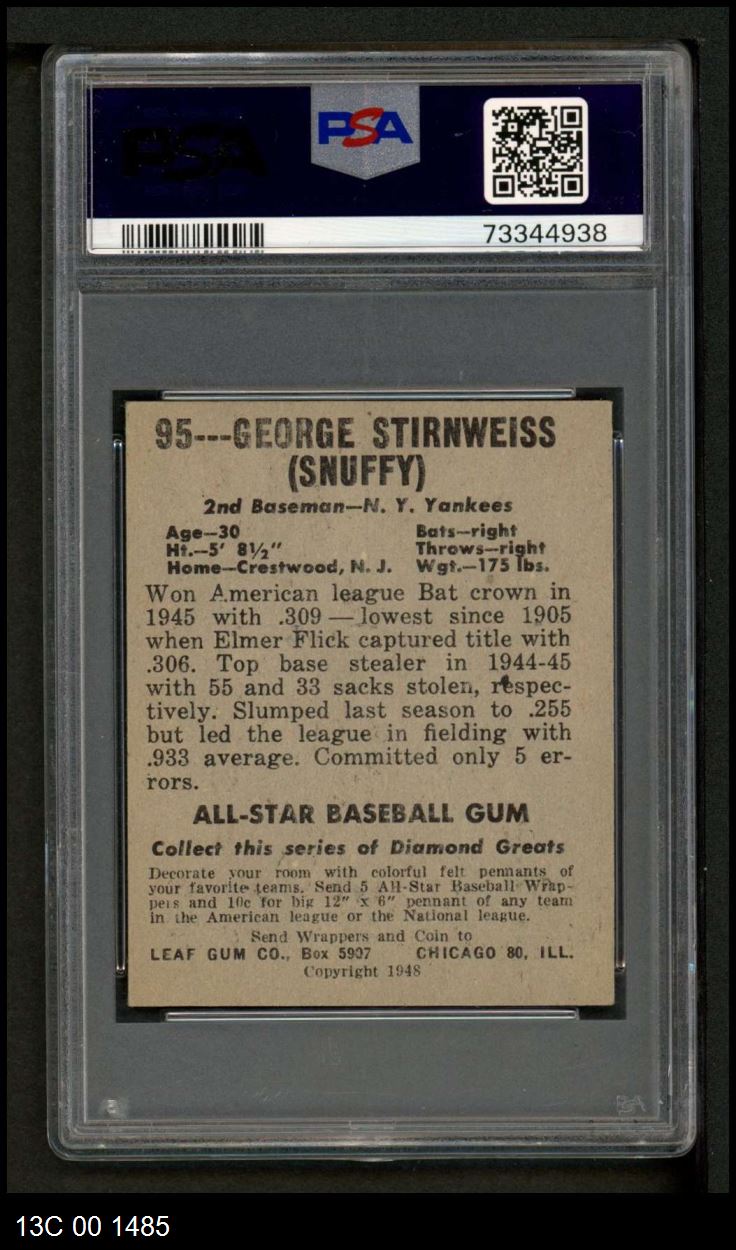 PSA
PSA
73344938
95---GEORGE STIRNWEISS
(SNUFFY)
2nd Baseman—N. Y. Yankees
Age—30 Bats—right
Ht.—5' 8½" Throws—right
Home—Crestwood, N. J. Wgt.—175 lbs.
Won American league Bat crown in
1945 with .309 — lowest since 1905
when Elmer Flick captured title with
.306. Top base stealer in 1944-45
with 55 and 33 sacks stolen, respec-
tively. Slumped last season to .255
but led the league in fielding with
.933 average. Committed only 5 er-
rors.
ALL-STAR BASEBALL GUM
Collect this series of Diamond Greats
Decorate your room with colorful felt pennants of
your favorite teams. Send 5 All-Star Baseball Wrap-
pers and 10c for big 12" x 6" pennant of any team
in the American league or the National league.
Send Wrappers and Coin to
LEAF GUM CO., Box 5907 CHICAGO 80, ILL.
Copyright 1948
PSA
13C 00 1485